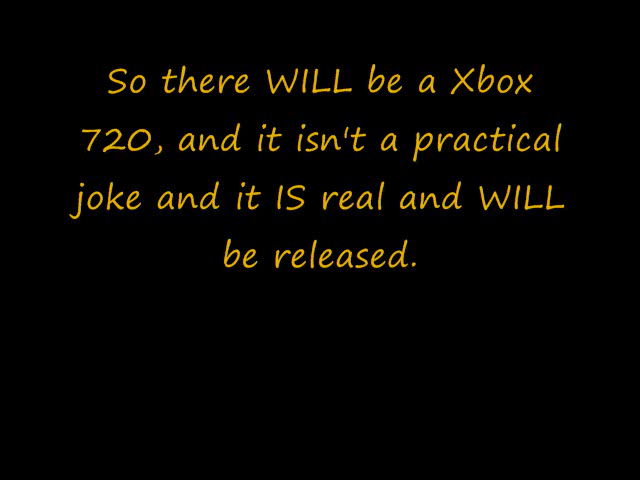 So there WILL be a Xbox
720, and it isn't a practical
joke and it IS real and WILL
be released.